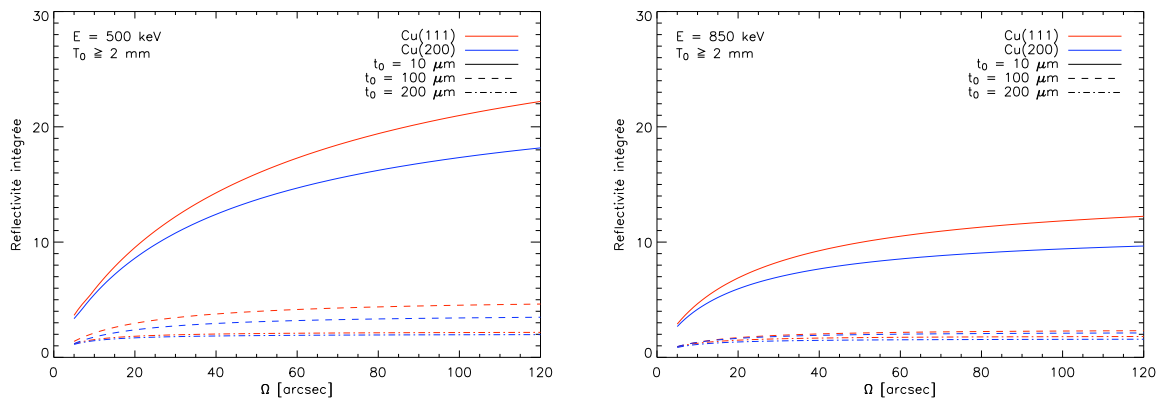 E = 500 keV
T₀ ≧ 2 mm
Cu(111)
Cu(200)
t₀ = 10 μm
t₀ = 100 μm
t₀ = 200 μm
Reflectivité intégrée
30
20
10
0
0 20 40 60 80 100 120
Ω [arcsec]
E = 850 keV
T₀ ≧ 2 mm
Cu(111)
Cu(200)
t₀ = 10 μm
t₀ = 100 μm
t₀ = 200 μm
Reflectivité intégrée
30
20
10
0
0 20 40 60 80 100 120
Ω [arcsec]